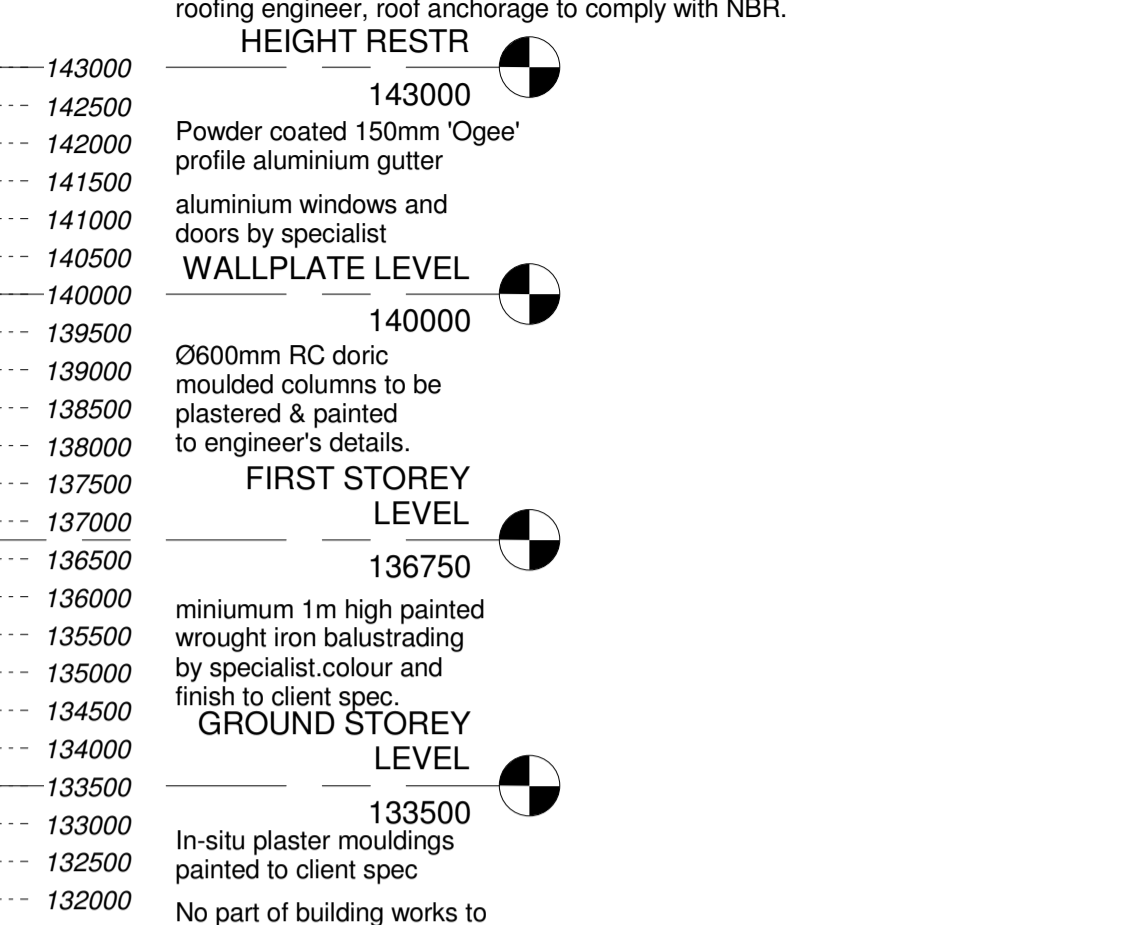 roofing engineer, roof anchorage to comply with NBR.
HEIGHT RESTR
143000
143000
142500
Powder coated 150mm 'Ogee'
142000
profile aluminium gutter
141500
aluminium windows and
141000
doors by specialist
140500
WALLPLATE LEVEL
140000
140000
139500
Ø600mm RC doric
139000
moulded columns to be
138500
plastered & painted
138000
to engineer's details.
137500
FIRST STOREY
137000
LEVEL
136500
136750
136000
miniumum 1m high painted
135500
wrought iron balustrading
135000
by specialist.colour and
finish to client spec.
134500
GROUND STOREY
134000
LEVEL
133500
133500
133000
In-situ plaster mouldings
132500
painted to client spec
132000
No part of building works to